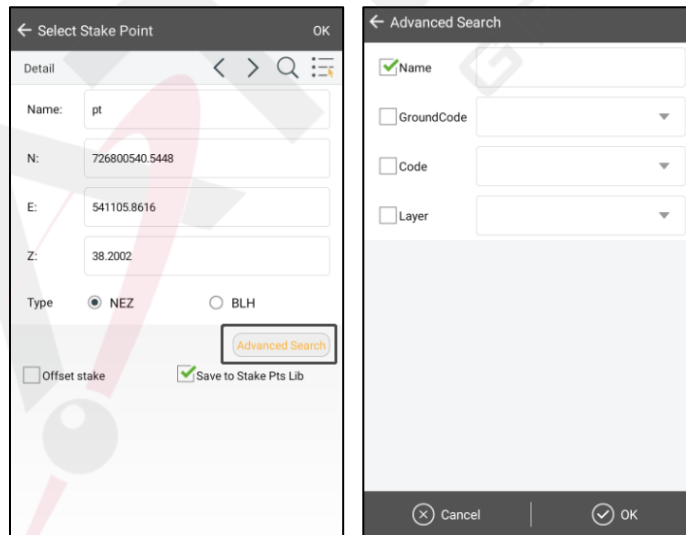 Select Stake Point OK
Detail
Name: pt
N: 726800540.5448
E: 541105.8616
Z: 38.2002
Type NEZ BLH
Advanced Search
Offset stake Save to Stake Pts Lib
Advanced Search
Name
GroundCode
Code
Layer
Cancel OK